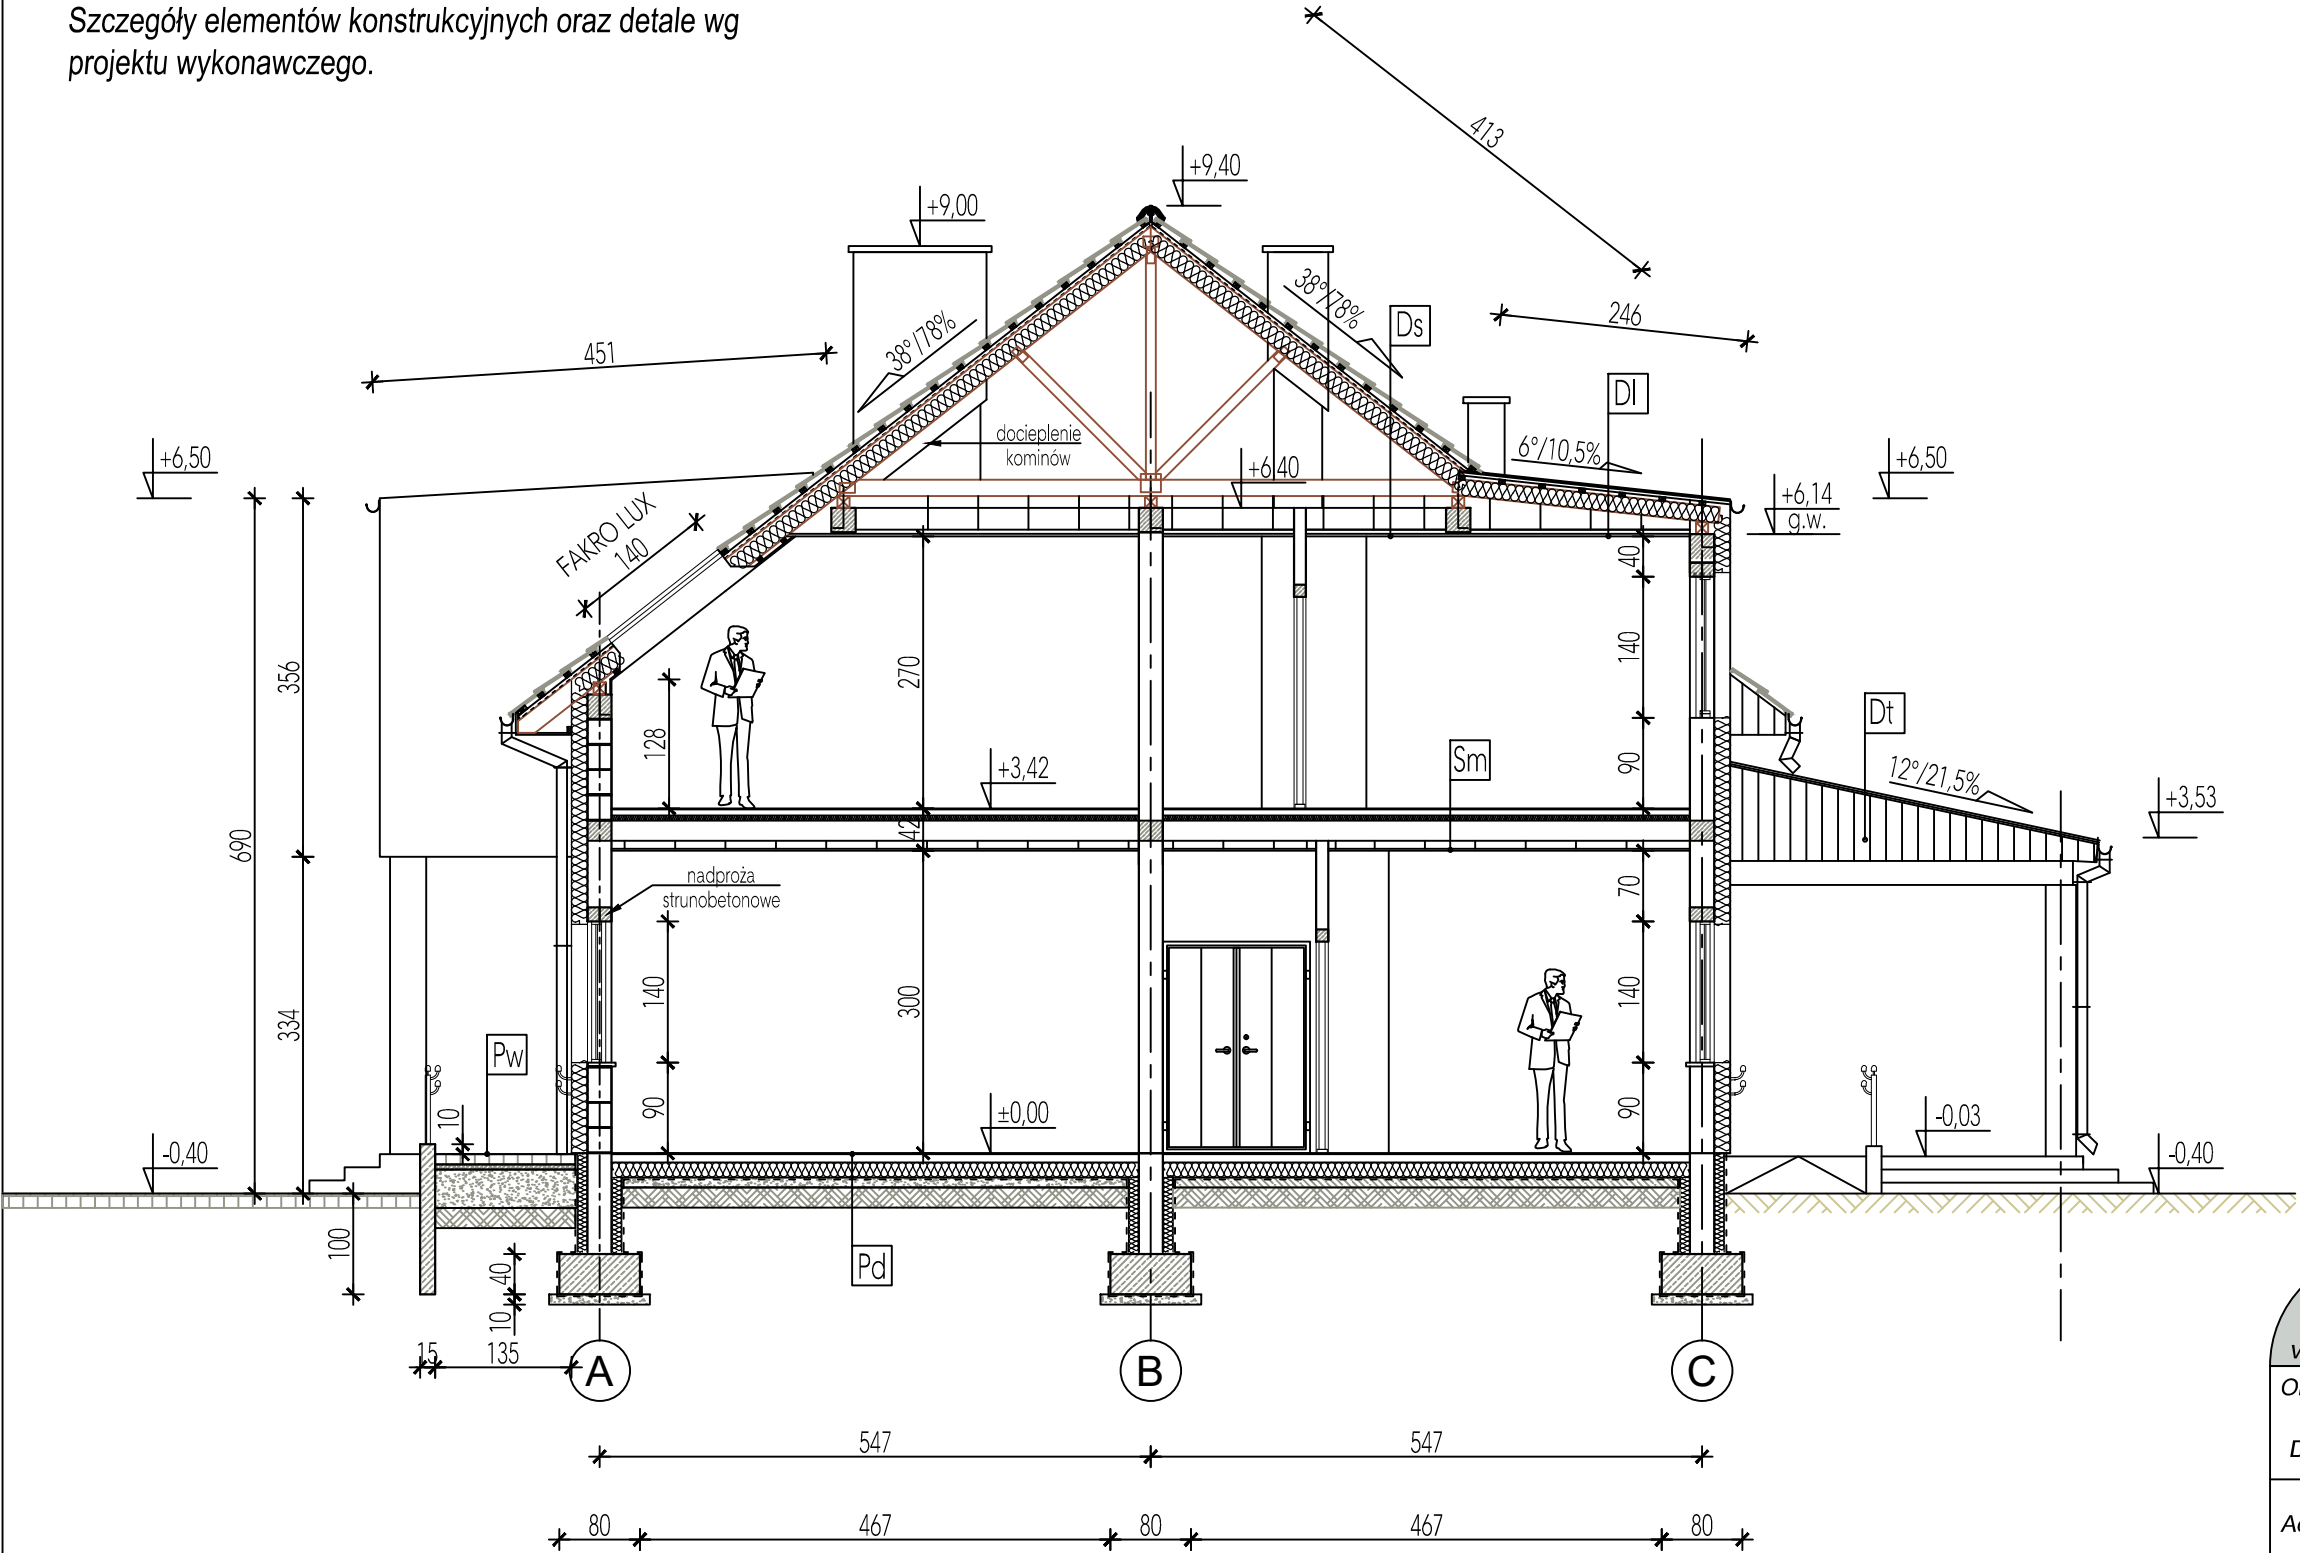 Szczegóły elementów konstrukcyjnych oraz detale wg
projektu wykonawczego.
413
+9,40
+9,00
38°/78%
38°/78%
Ds
246
451
Dl
docieplenie
kominów
+6,40
6°/10,5%
+6,50
+6,50
+6,14
g.w.
FAKRO LUX
140
40
356
270
140
128
90
Dt
+3,42
Sm
12°/21,5%
+3,53
690
42
nadproża
strunobetonowe
70
140
300
140
334
Pw
10
90
±0,00
90
-0,03
-0,40
-0,40
100
40
10
Pd
15
135
A
B
C
547
547
80
467
80
467
80